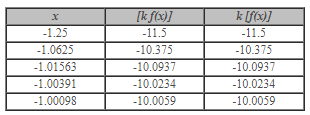 x [k f(x)] k [f(x)]
-1.25 -11.5 -11.5
-1.0625 -10.375 -10.375
-1.01563 -10.0937 -10.0937
-1.00391 -10.0234 -10.0234
-1.00098 -10.0059 -10.0059